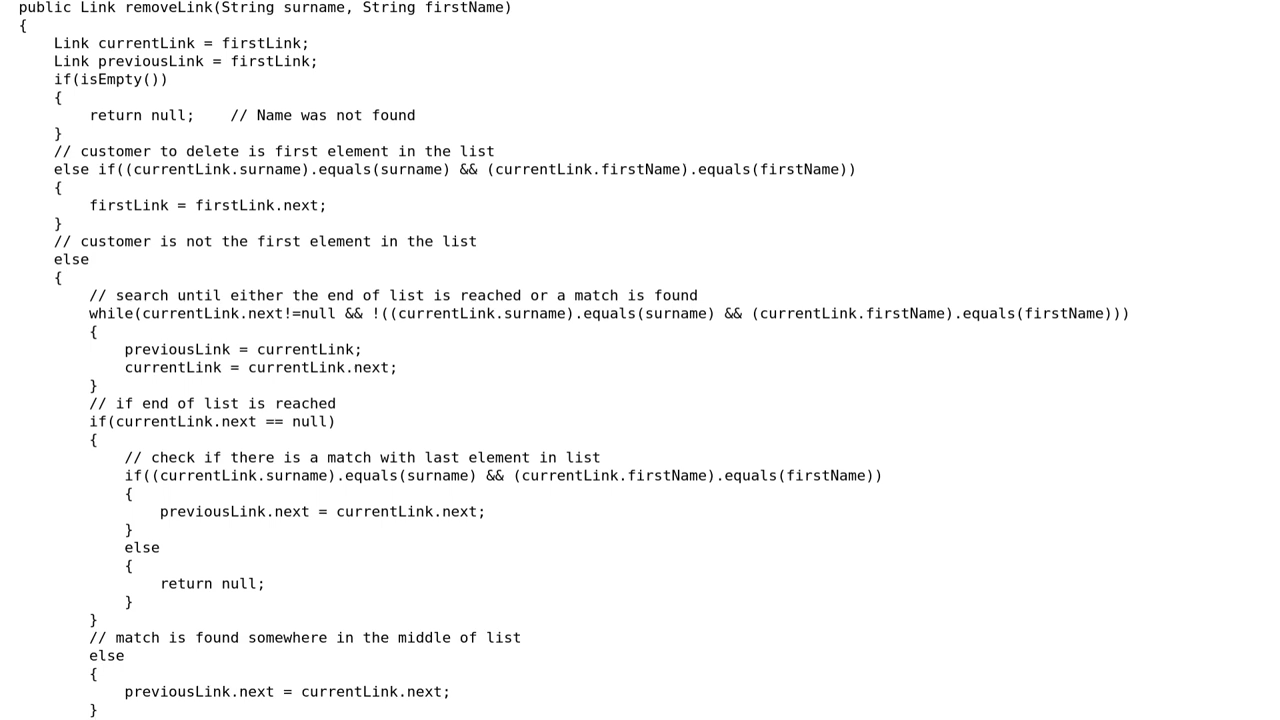 public Link removeLink(String surname, String firstName)
{
    Link currentLink = firstLink;
    Link previousLink = firstLink;
    if(isEmpty())
    {
        return null;    // Name was not found
    }
    // customer to delete is first element in the list
    else if((currentLink.surname).equals(surname) && (currentLink.firstName).equals(firstName))
    {
        firstLink = firstLink.next;
    }
    // customer is not the first element in the list
    else
    {
        // search until either the end of list is reached or a match is found
        while(currentLink.next!=null && !((currentLink.surname).equals(surname) && (currentLink.firstName).equals(firstName)))
        {
            previousLink = currentLink;
            currentLink = currentLink.next;
        }
        // if end of list is reached
        if(currentLink.next == null)
        {
            // check if there is a match with last element in list
            if((currentLink.surname).equals(surname) && (currentLink.firstName).equals(firstName))
            {
                previousLink.next = currentLink.next;
            }
            else
            {
                return null;
            }
        }
        // match is found somewhere in the middle of list
        else
        {
            previousLink.next = currentLink.next;
        }